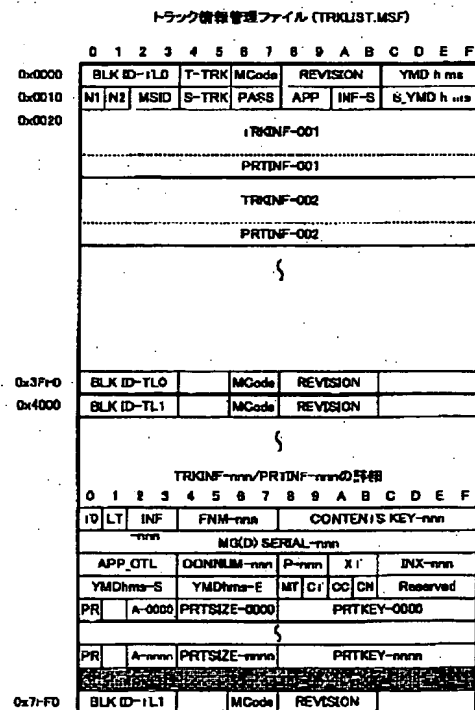 トラック情報管理ファイル (TRKLIST.MSF)
0 1 2 3 4 5 6 7 8 9 A B C D E F
0x0000 BLK ID-TL0 T-TRK MCode REVISION YMD h ms
0x0010 N1 N2 MSID S-TRK PASS APP INF-S S_YMD h ms
0x0020
TRKINF-001
PRTINF-001
TRKINF-002
PRTINF-002
0x3FF0 BLK ID-TL0 MCode REVISION
0x4000 BLK ID-TL1 MCode REVISION
TRKINF-nnn/PRTINF-nnnの詳細
0 1 2 3 4 5 6 7 8 9 A B C D E F
T0 LT INF-nnn FNM-nnn CONTENTS KEY-nnn
MG(D) SERIAL-nnn
APP_CTL CONNUM-nnn P-nnn XT INX-nnn
YMDhms-S YMDhms-E MT CT CC CN Reserved
PR A-0000 PRTSIZE-0000 PRTKEY-0000
PR A-nnnn PRTSIZE-nnnn PRTKEY-nnnn
0x7FF0 BLK ID-TL1 MCode REVISION